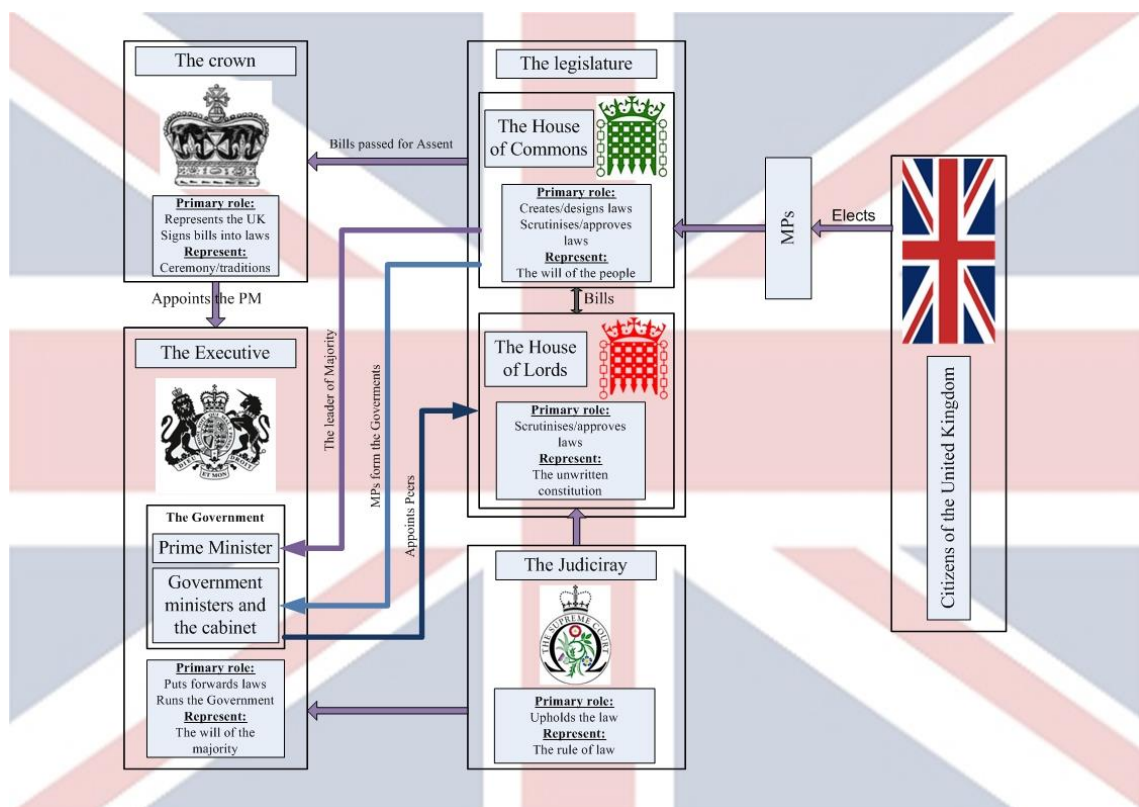 The crown
Primary role:
Represents the UK
Signs bills into laws
Represent:
Ceremony/traditions
Bills passed for Assent
The legislature
The House
of Commons
Primary role:
Creates/designs laws
Scrutinises/approves
laws
Represent:
The will of the people
MPs
Elects
Citizens of the United Kingdom
Appoints the PM
Bills
The Executive
DIEU ET MON DROIT
The Government
Prime Minister
Government
ministers and
the cabinet
Primary role:
Puts forwards laws
Runs the Government
Represent:
The will of the
majority
The leader of Majority
MPs form the Goverments
Appoints Peers
The House
of Lords
Primary role:
Scrutinises/approves
laws
Represent:
The unwritten
constitution
The Judiciray
THE SUPREME COURT
Primary role:
Upholds the law
Represent:
The rule of law